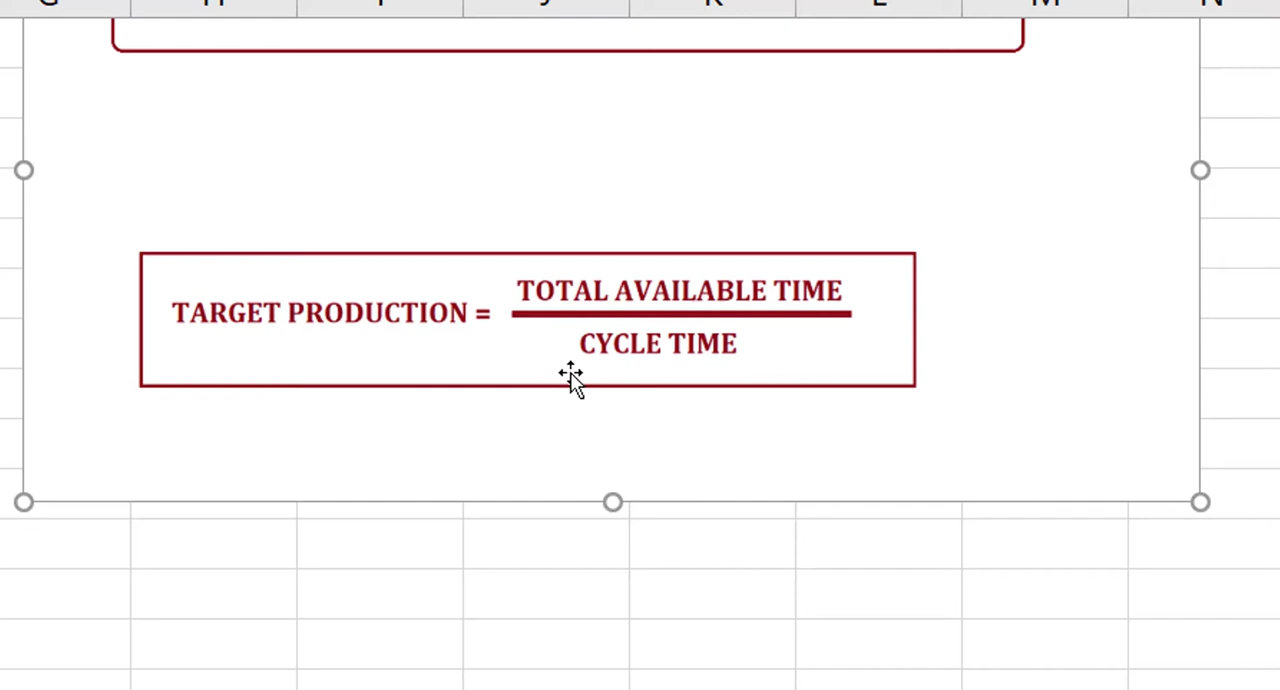 G H I J K L M N
TOTAL AVAILABLE TIME
TARGET PRODUCTION =
CYCLE TIME